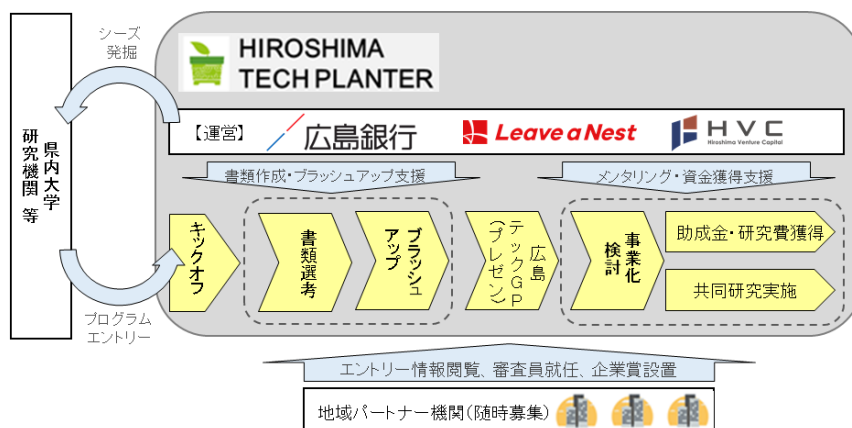 シーズ
発掘
HIROSHIMA
TECH PLANTER
県内大学
研究機関 等
【運営】 広島銀行 Leave a Nest HVC
Hiroshima Venture Capital
書類作成・ブラッシュアップ支援
メンタリング・資金獲得支援
キックオフ
書類選考
ブラッシュ
アップ
広島
テックGP
(プレゼン)
事業化
検討
助成金・研究費獲得
共同研究実施
プログラム
エントリー
エントリー情報閲覧、審査員就任、企業賞設置
地域パートナー機関(随時募集)